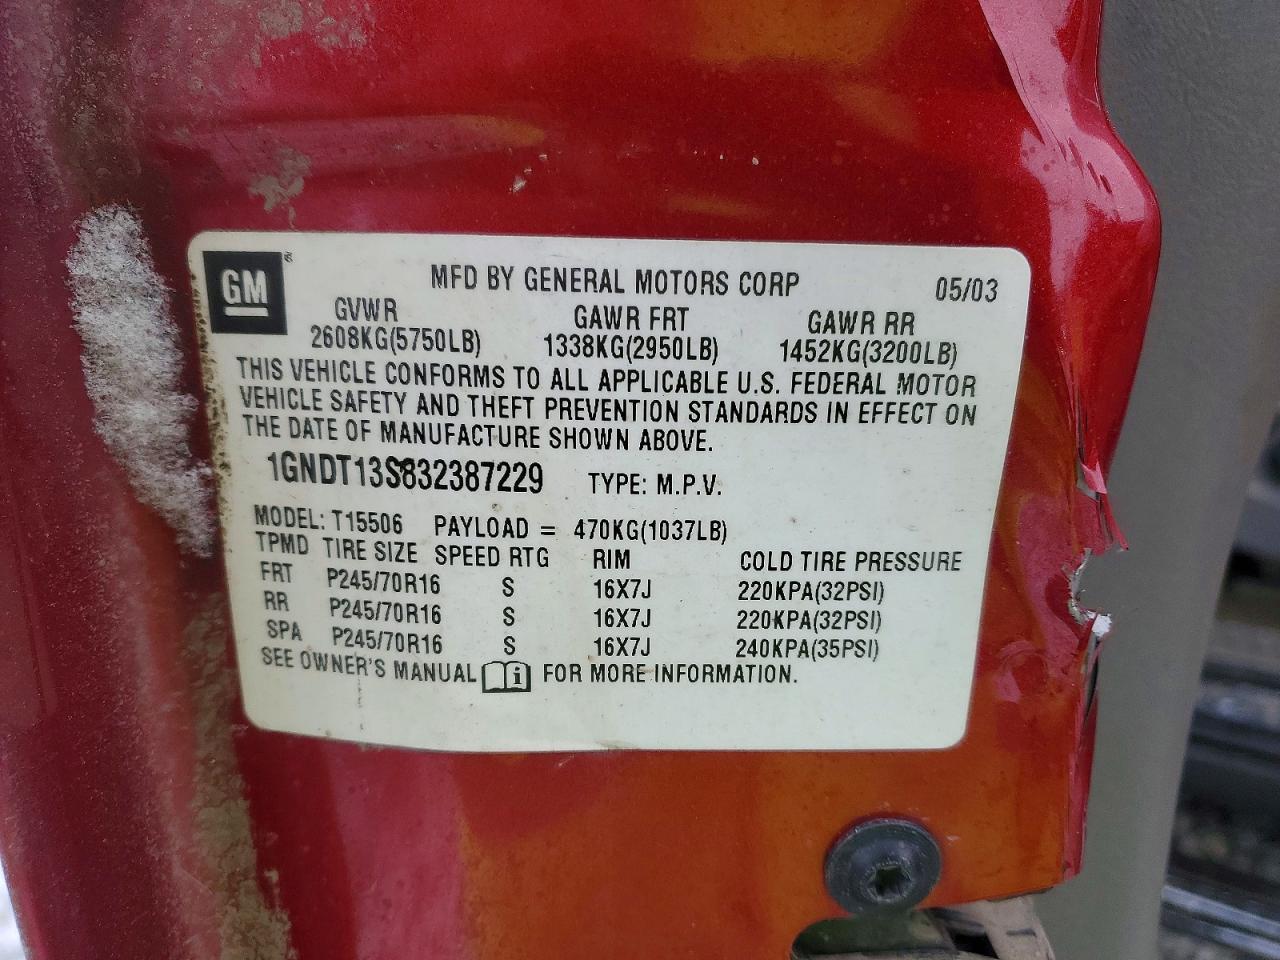 GM®
MFD BY GENERAL MOTORS CORP 05/03
GVWR GAWR FRT GAWR RR
2608KG(5750LB) 1338KG(2950LB) 1452KG(3200LB)
THIS VEHICLE CONFORMS TO ALL APPLICABLE U.S. FEDERAL MOTOR
VEHICLE SAFETY AND THEFT PREVENTION STANDARDS IN EFFECT ON
THE DATE OF MANUFACTURE SHOWN ABOVE.
1GNDT13S832387229 TYPE: M.P.V.
MODEL: T15506 PAYLOAD = 470KG(1037LB)
TPMD TIRE SIZE SPEED RTG RIM COLD TIRE PRESSURE
FRT P245/70R16 S 16X7J 220KPA(32PSI)
RR P245/70R16 S 16X7J 220KPA(32PSI)
SPA P245/70R16 S 16X7J 240KPA(35PSI)
SEE OWNER'S MANUAL i FOR MORE INFORMATION.